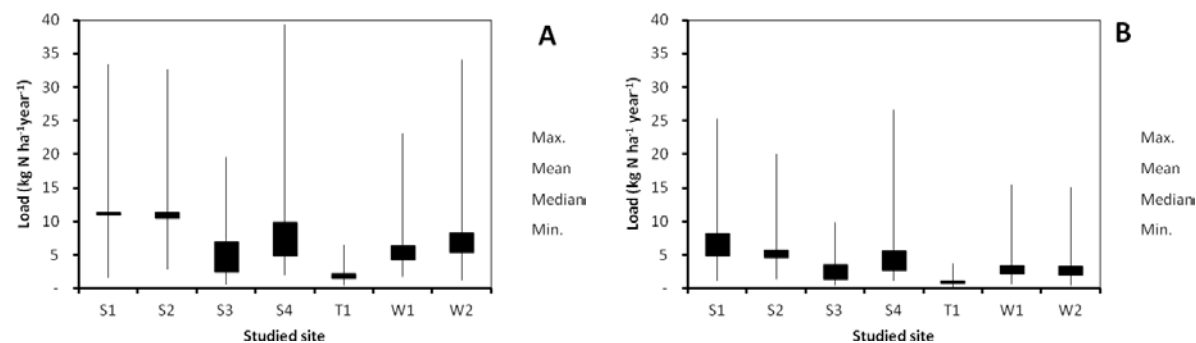 A
Load (kg N ha⁻¹year⁻¹)
40
35
30
25
20
15
10
5
-
S1 S2 S3 S4 T1 W1 W2
Studied site
Max.
Mean
Median
Min.
B
Load (kg N ha⁻¹ year⁻¹)
40
35
30
25
20
15
10
5
-
S1 S2 S3 S4 T1 W1 W2
Studied site
Max.
Mean
Median
Min.